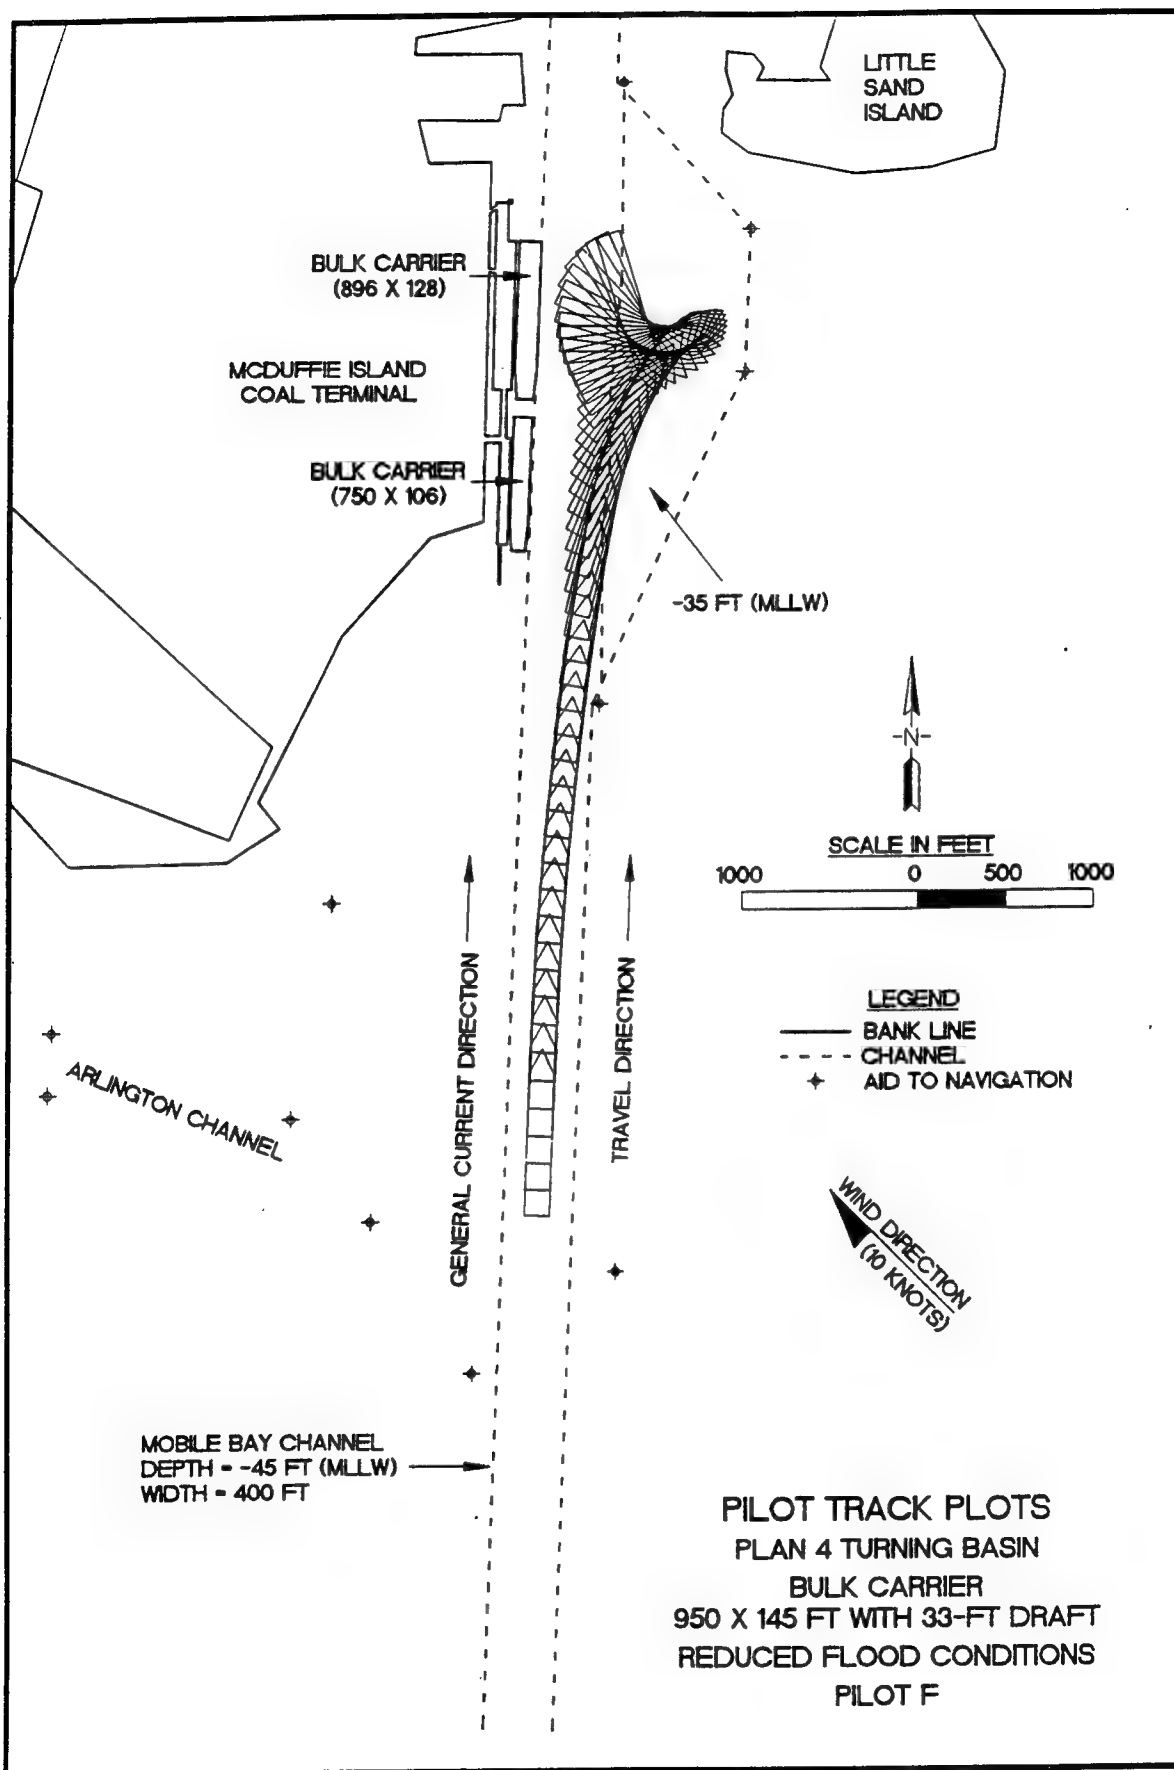 LITTLE
SAND
ISLAND
BULK CARRIER
(896 X 128)
MCDUFFIE ISLAND
COAL TERMINAL
BULK CARRIER
(750 X 106)
-35 FT (MLLW)
-N-
SCALE IN FEET
1000 0 500 1000
LEGEND
BANK LINE
CHANNEL
AID TO NAVIGATION
GENERAL CURRENT DIRECTION
TRAVEL DIRECTION
ARLINGTON CHANNEL
WIND DIRECTION
(10 KNOTS)
MOBILE BAY CHANNEL
DEPTH = -45 FT (MLLW)
WIDTH = 400 FT
PILOT TRACK PLOTS
PLAN 4 TURNING BASIN
BULK CARRIER
950 X 145 FT WITH 33-FT DRAFT
REDUCED FLOOD CONDITIONS
PILOT F